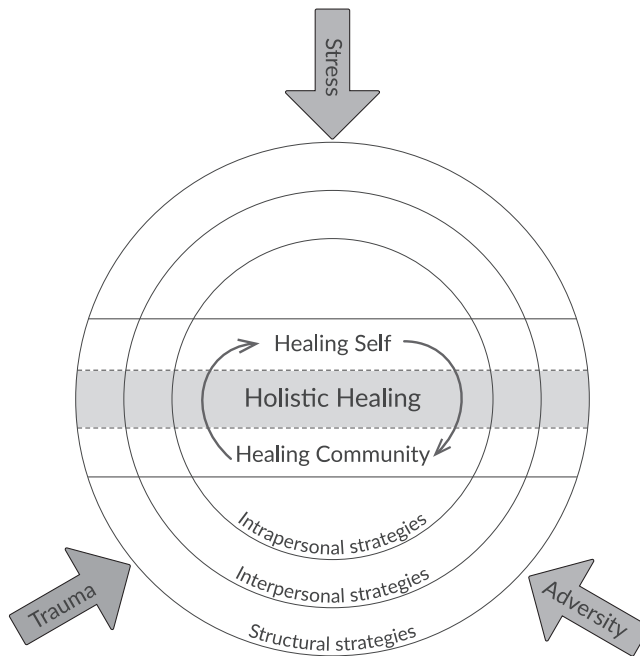 Stress
Healing Self
Holistic Healing
Healing Community
Intrapersonal strategies
Interpersonal strategies
Structural strategies
Trauma
Adversity